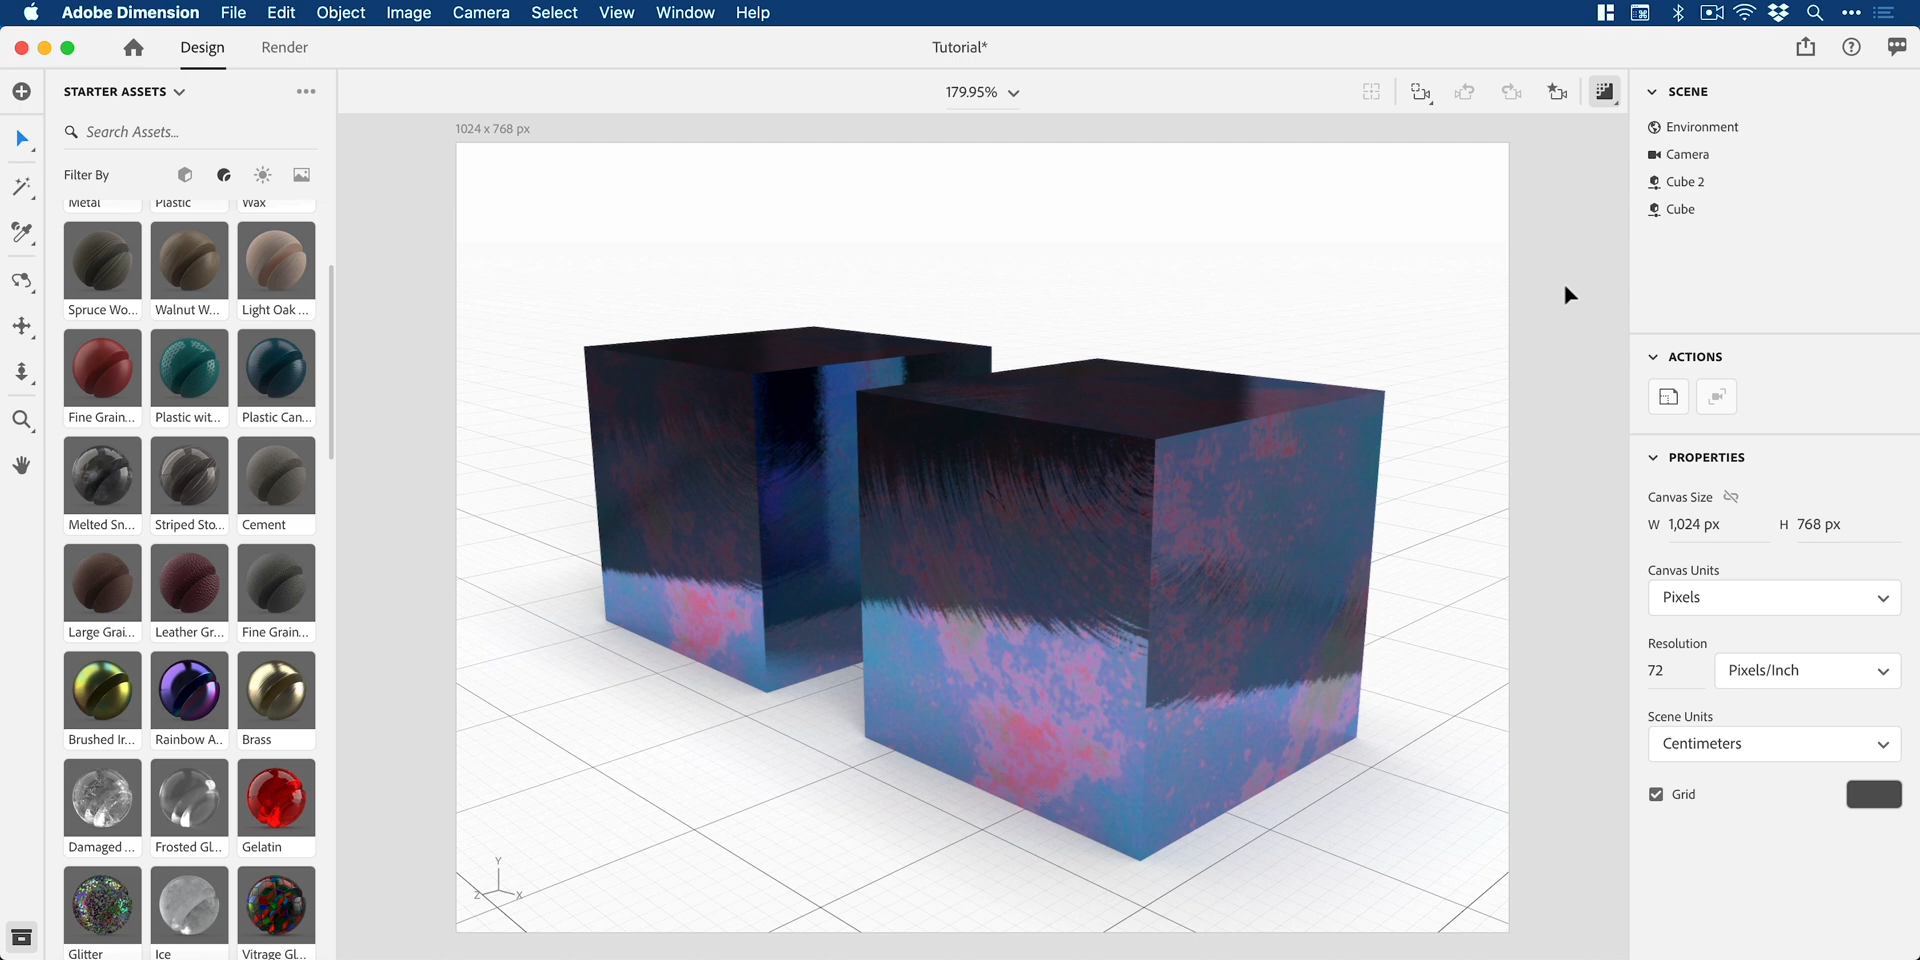 Adobe Dimension File Edit Object Image Camera Select View Window Help
Design Render Tutorial*
STARTER ASSETS
Search Assets...
Filter By
Metal Plastic Wax
Spruce Wo... Walnut W... Light Oak ...
Fine Grain... Plastic wit... Plastic Can...
Melted Sn... Striped Sto... Cement
Large Grai... Leather Gr... Fine Grain...
Brushed Ir... Rainbow A... Brass
Damaged ... Frosted Gl... Gelatin
Glitter Ice Vitrage Gl...
179.95%
1024 x 768 px
Y
Z X
SCENE
Environment
Camera
Cube 2
Cube
ACTIONS
PROPERTIES
Canvas Size
W 1,024 px H 768 px
Canvas Units
Pixels
Resolution
72 Pixels/Inch
Scene Units
Centimeters
Grid